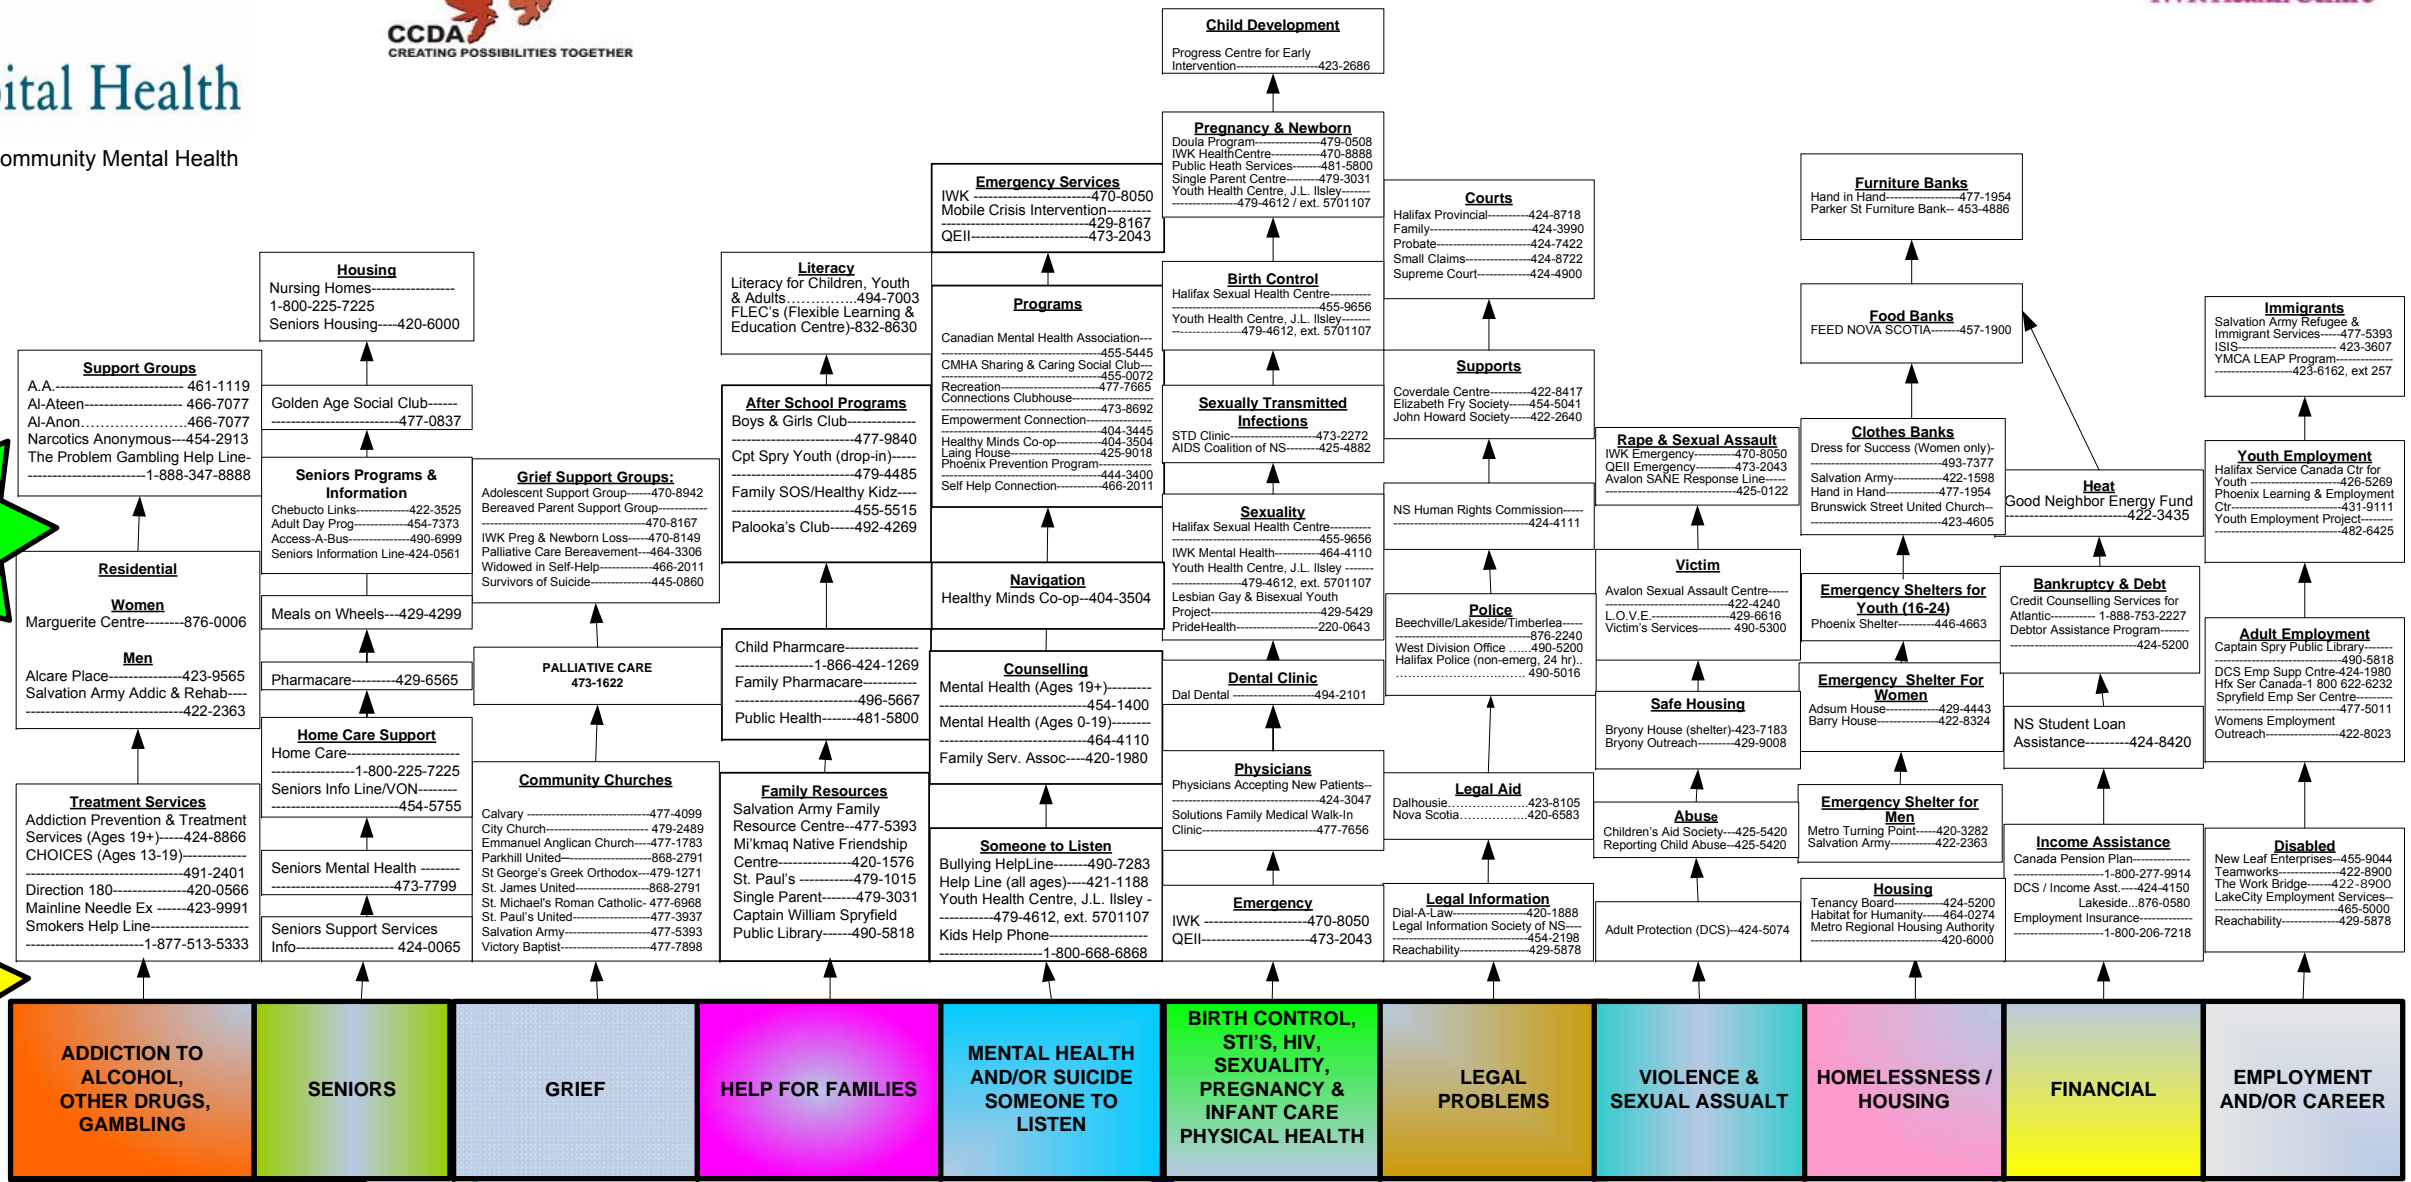 CCDA
CREATING POSSIBILITIES TOGETHER
ital Health
ommunity Mental Health
Support Groups
A.A.-------------------------- 461-1119
Al-Ateen--------------------- 466-7077
Al-Anon………………….466-7077
Narcotics Anonymous---454-2913
The Problem Gambling Help Line-
------------------------1-888-347-8888
Residential
Women
Marguerite Centre--------876-0006
Men
Alcare Place---------------423-9565
Salvation Army Addic & Rehab----
--------------------------------422-2363
Treatment Services
Addiction Prevention & Treatment
Services (Ages 19+)-----424-8866
CHOICES (Ages 13-19)-------------
--------------------------------491-2401
Direction 180---------------420-0566
Mainline Needle Ex ------423-9991
Smokers Help Line------------------
------------------------1-877-513-5333
ADDICTION TO
ALCOHOL,
OTHER DRUGS,
GAMBLING
Housing
Nursing Homes-----------------
1-800-225-7225
Seniors Housing----420-6000
Golden Age Social Club------
-----------------------477-0837
Seniors Programs &
Information
Chebucto Links----------422-3525
Adult Day Prog----------454-7373
Access-A-Bus-----------490-6999
Seniors Information Line-424-0561
Meals on Wheels---429-4299
Pharmacare--------429-6565
Home Care Support
Home Care-----------------------
-----------------1-800-225-7225
Seniors Info Line/VON--------
--------------------------454-5755
Seniors Mental Health --------
-------------------------473-7799
Seniors Support Services
Info-------------------- 424-0065
SENIORS
Grief Support Groups:
Adolescent Support Group------470-8942
Bereaved Parent Support Group------------
----------------------------------470-8167
IWK Preg & Newborn Loss-----470-8149
Palliative Care Bereavement---464-3306
Widowed in Self-Help-------------466-2011
Survivors of Suicide---------------445-0860
PALLIATIVE CARE
473-1622
Community Churches
Calvary -------------------------477-4099
City Church--------------------- 479-2489
Emmanuel Anglican Church----477-1783
Parkhill United–-----------------868-2791
St George's Greek Orthodox---479-1271
St. James United---------------868-2791
St. Michael's Roman Catholic- 477-6968
St. Paul's United----------------477-3937
Salvation Army------------------477-5393
Victory Baptist-------------------477-7898
GRIEF
Literacy
Literacy for Children, Youth
& Adults…………..494-7003
FLEC's (Flexible Learning &
Education Centre)-832-8630
After School Programs
Boys & Girls Club--------------
-------------------------477-9840
Cpt Spry Youth (drop-in)-----
-------------------------479-4485
Family SOS/Healthy Kidz----
-------------------------455-5515
Palooka's Club-----492-4269
Child Pharmcare---------------
----------------1-866-424-1269
Family Pharmacare-----------
--------------------------496-5667
Public Health-------481-5800
Family Resources
Salvation Army Family
Resource Centre--477-5393
Mi'kmaq Native Friendship
Centre---------------420-1576
St. Paul's -----------479-1015
Single Parent-------479-3031
Captain William Spryfield
Public Library------490-5818
HELP FOR FAMILIES
Emergency Services
IWK -------------------------470-8050
Mobile Crisis Intervention---------
--------------------------------429-8167
QEII-------------------------473-2043
Programs
Canadian Mental Health Association---
-----------------------------------455-5445
CMHA Sharing & Caring Social Club---
-----------------------------------455-0072
Recreation---------------------477-7665
Connections Clubhouse------------------
-----------------------------------473-8692
Empowerment Connection---------------
-----------------------------------404-3445
Healthy Minds Co-op----------404-3504
Laing House--------------------425-9018
Phoenix Prevention Program------------
-----------------------------------444-3400
Self Help Connection----------466-2011
Navigation
Healthy Minds Co-op--404-3504
Counselling
Mental Health (Ages 19+)---------
-------------------------------454-1400
Mental Health (Ages 0-19)--------
-------------------------------464-4110
Family Serv. Assoc----420-1980
Someone to Listen
Bullying HelpLine-------490-7283
Help Line (all ages)----421-1188
Youth Health Centre, J.L. Ilsley -
-----------479-4612, ext. 5701107
Kids Help Phone--------------------
---------------------1-800-668-6868
MENTAL HEALTH
AND/OR SUICIDE
SOMEONE TO
LISTEN
Child Development
Progress Centre for Early
Intervention--------------------423-2686
Pregnancy & Newborn
Doula Program---------------479-0508
IWK HealthCentre------------470-8888
Public Heath Services-------481-5800
Single Parent Centre--------479-3031
Youth Health Centre, J.L. Ilsley-------
----------------479-4612 / ext. 5701107
Birth Control
Halifax Sexual Health Centre----------
-----------------------------------455-9656
Youth Health Centre, J.L. Ilsley-------
-----------------479-4612, ext. 5701107
Sexually Transmitted
Infections
STD Clinic---------------------473-2272
AIDS Coalition of NS--------425-4882
Sexuality
Halifax Sexual Health Centre----------
-----------------------------------455-9656
IWK Mental Health-----------464-4110
Youth Health Centre, J.L. Ilsley -------
-----------------479-4612, ext. 5701107
Lesbian Gay & Bisexual Youth
Project---------------------------429-5429
PrideHealth---------------------220-0643
Dental Clinic
Dal Dental --------------------494-2101
Physicians
Physicians Accepting New Patients--
-----------------------------------424-3047
Solutions Family Medical Walk-In
Clinic----------------------------477-7656
Emergency
IWK ----------------------470-8050
QEII-----------------------473-2043
BIRTH CONTROL,
STI'S, HIV,
SEXUALITY,
PREGNANCY &
INFANT CARE
PHYSICAL HEALTH
Courts
Halifax Provincial----------424-8718
Family-------------------------424-3990
Probate-----------------------424-7422
Small Claims----------------424-8722
Supreme Court-------------424-4900
Supports
Coverdale Centre---------422-8417
Elizabeth Fry Society----454-5041
John Howard Society-----422-2640
NS Human Rights Commission-----
---------------------------------424-4111
Police
Beechville/Lakeside/Timberlea-----
---------------------------------876-2240
West Division Office …...490-5200
Halifax Police (non-emerg, 24 hr)..
…………………………. 490-5016
Legal Aid
Dalhousie………………..423-8105
Nova Scotia……………..420-6583
Legal Information
Dial-A-Law------------------420-1888
Legal Information Society of NS----
---------------------------------454-2198
Reachability-----------------429-5878
LEGAL
PROBLEMS
Rape & Sexual Assault
IWK Emergency----------470-8050
QEII Emergency----------473-2043
Avalon SANE Response Line-----
--------------------------------425-0122
Victim
Avalon Sexual Assault Centre-----
------------------------------422-4240
L.O.V.E.-------------------429-6616
Victim's Services-------- 490-5300
Safe Housing
Bryony House (shelter)-423-7183
Bryony Outreach---------429-9008
Abuse
Children's Aid Society---425-5420
Reporting Child Abuse--425-5420
Adult Protection (DCS)--424-5074
VIOLENCE &
SEXUAL ASSUALT
Furniture Banks
Hand in Hand-----------477-1954
Parker St Furniture Bank-- 453-4886
Food Banks
FEED NOVA SCOTIA-------457-1900
Clothes Banks
Dress for Success (Women only)-
--------------------------------493-7377
Salvation Army------------422-1598
Hand in Hand-------------477-1954
Brunswick Street United Church--
-------------------------------423-4605
Emergency Shelters for
Youth (16-24)
Phoenix Shelter---------446-4663
Emergency Shelter For
Women
Adsum House-----------429-4443
Barry House--------------422-8324
Emergency Shelter for
Men
Metro Turning Point-----420-3282
Salvation Army-----------422-2363
Housing
Tenancy Board----------424-5200
Habitat for Humanity----464-0274
Metro Regional Housing Authority
-------------------------------420-6000
HOMELESSNESS /
HOUSING
Heat
Good Neighbor Energy Fund
-------------------------422-3435
Bankruptcy & Debt
Credit Counselling Services for
Atlantic----------- 1-888-753-2227
Debtor Assistance Program-------
-------------------------------424-5200
NS Student Loan
Assistance---------424-8420
Income Assistance
Canada Pension Plan--------------
----------------------1-800-277-9914
DCS / Income Asst.----424-4150
Lakeside...876-0580
Employment Insurance-------------
----------------------1-800-206-7218
FINANCIAL
Immigrants
Salvation Army Refugee &
Immigrant Services-----477-5393
ISIS------------------------- 423-3607
YMCA LEAP Program--------------
-------------------423-6162, ext 257
Youth Employment
Halifax Service Canada Ctr for
Youth --------------------426-5269
Phoenix Learning & Employment
Ctr-------------------------431-9111
Youth Employment Project--------
-------------------------------482-6425
Adult Employment
Captain Spry Public Library-------
-------------------------------490-5818
DCS Emp Supp Cntre-424-1980
Hfx Ser Canada-1 800 622-6232
Spryfield Emp Ser Centre---------
------------------------------477-5011
Womens Employment
Outreach-----------------422-8023
Disabled
New Leaf Enterprises--455-9044
Teamworks--------------422-8900
The Work Bridge------422-8900
LakeCity Employment Services--
------------------------------465-5000
Reachability--------------429-5878
EMPLOYMENT
AND/OR CAREER